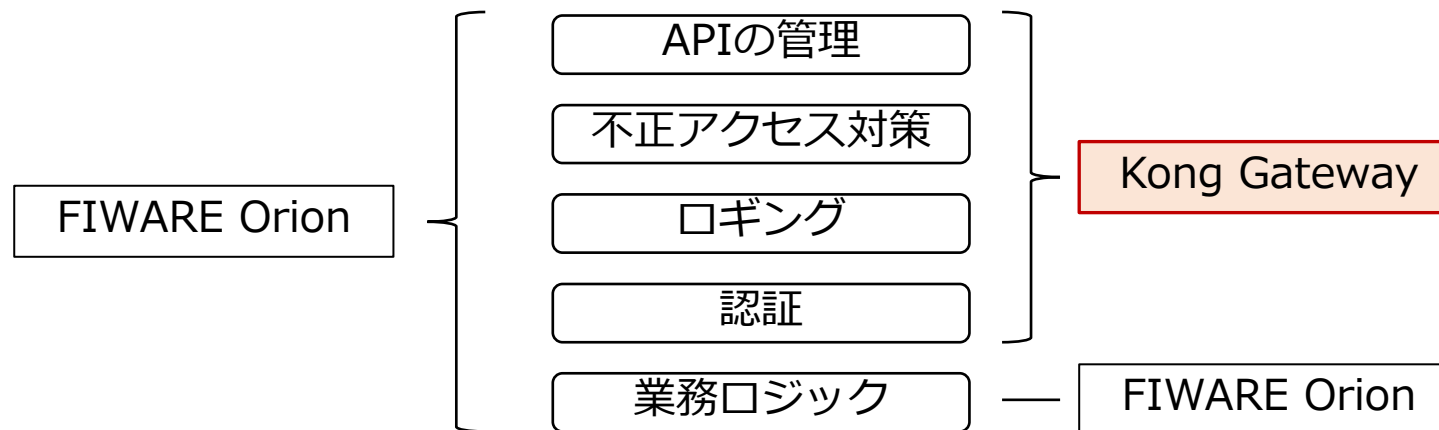 FIWARE Orion
APIの管理
不正アクセス対策
ロギング
認証
業務ロジック
Kong Gateway
FIWARE Orion